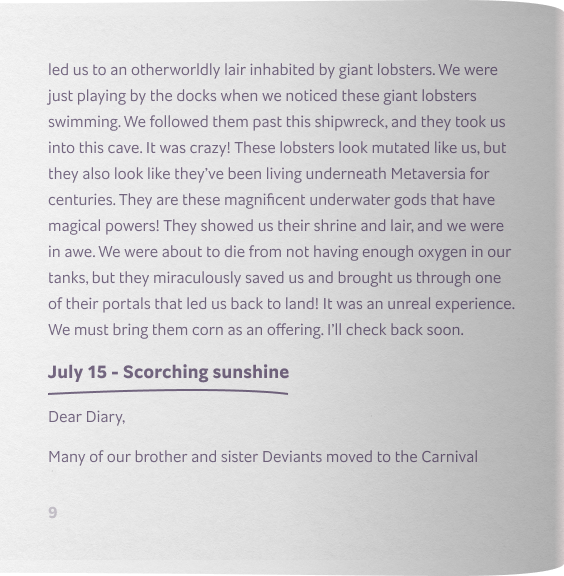 led us to an otherworldly lair inhabited by giant lobsters. We were
just playing by the docks when we noticed these giant lobsters
swimming. We followed them past this shipwreck, and they took us
into this cave. It was crazy! These lobsters look mutated like us, but
they also look like they’ve been living underneath Metaversia for
centuries. They are these magnificent underwater gods that have
magical powers! They showed us their shrine and lair, and we were
in awe. We were about to die from not having enough oxygen in our
tanks, but they miraculously saved us and brought us through one
of their portals that led us back to land! It was an unreal experience.
We must bring them corn as an offering. I’ll check back soon.
July 15 - Scorching sunshine
Dear Diary,
Many of our brother and sister Deviants moved to the Carnival
9